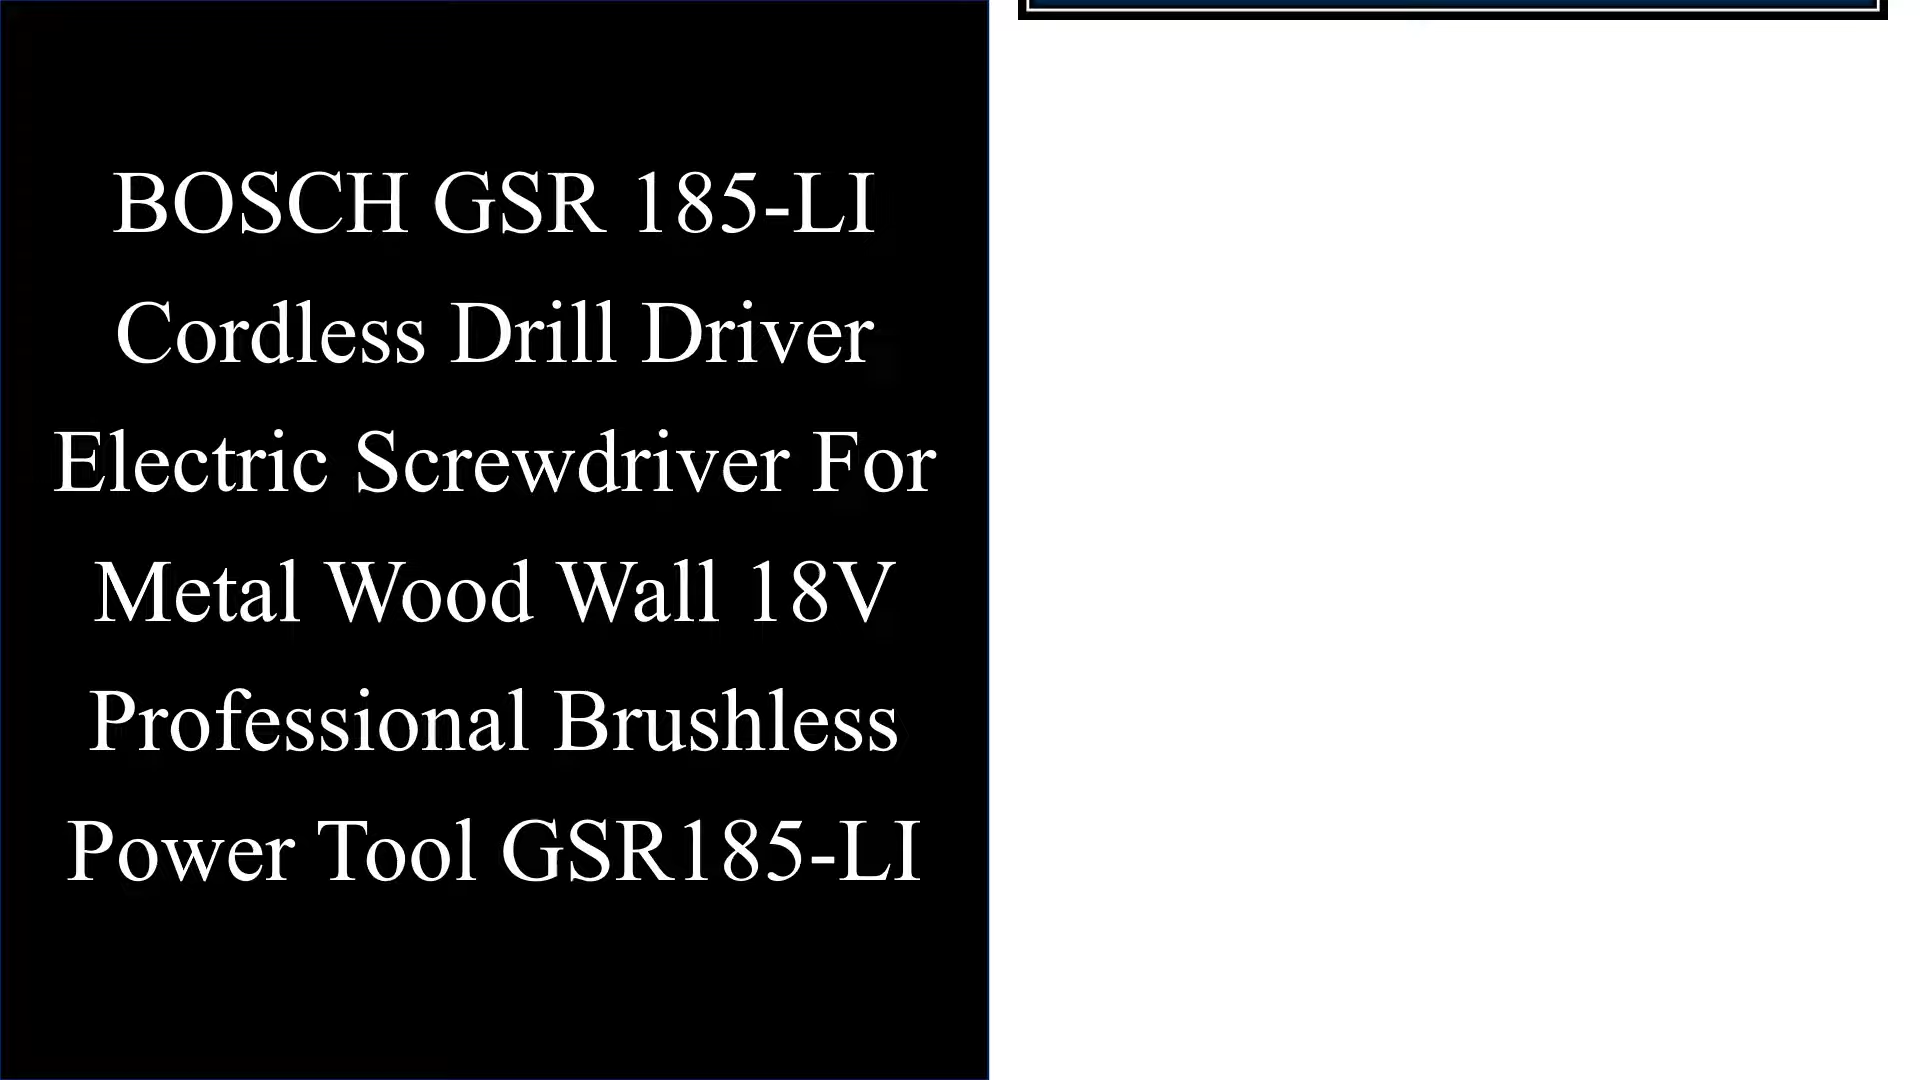 BOSCH GSR 185-LI
Cordless Drill Driver
Electric Screwdriver For
Metal Wood Wall 18V
Professional Brushless
Power Tool GSR185-LI